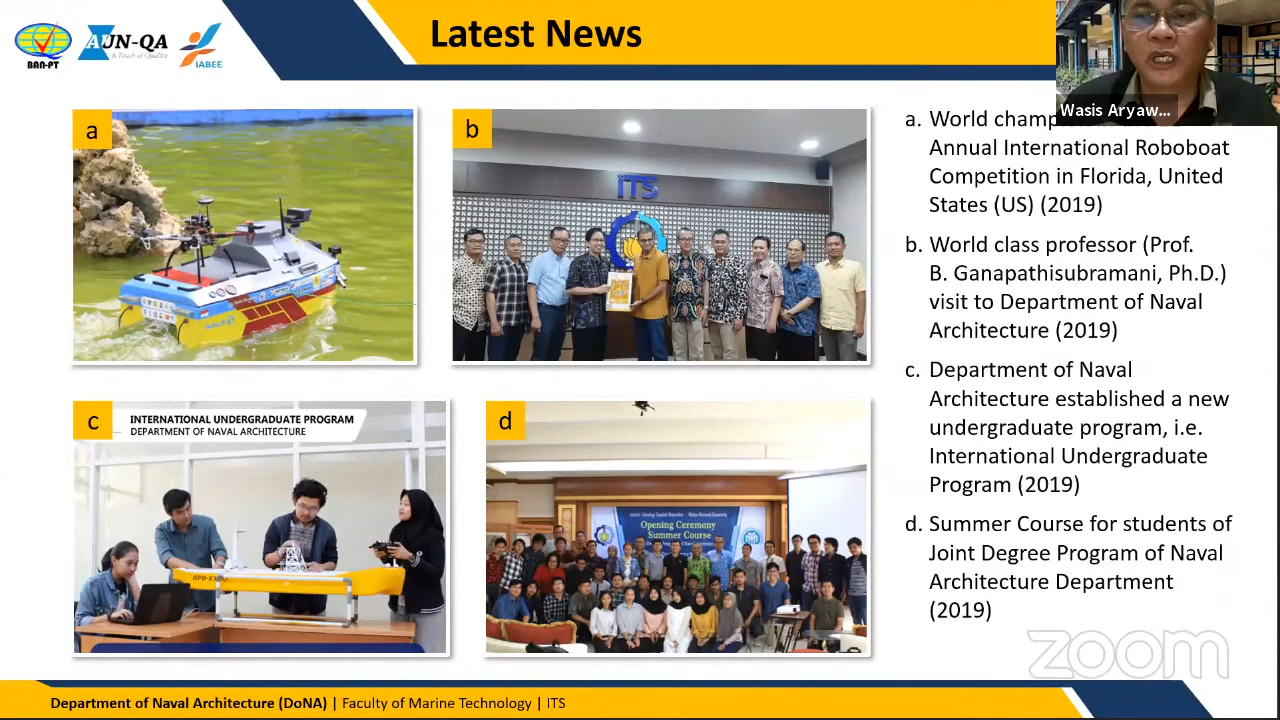 BAN-PT
AUN-QA
A Touch of Quality
IABEE
Latest News
Wasis Aryaw...
a
b
ITS
a. World champ
Annual International Roboboat
Competition in Florida, United
States (US) (2019)
b. World class professor (Prof.
B. Ganapathisubramani, Ph.D.)
visit to Department of Naval
Architecture (2019)
c. Department of Naval
Architecture established a new
undergraduate program, i.e.
International Undergraduate
Program (2019)
d. Summer Course for students of
Joint Degree Program of Naval
Architecture Department
(2019)
c
INTERNATIONAL UNDERGRADUATE PROGRAM
DEPARTMENT OF NAVAL ARCHITECTURE
d
Opening Ceremony
Summer Course
zoom
Department of Naval Architecture (DoNA) | Faculty of Marine Technology | ITS